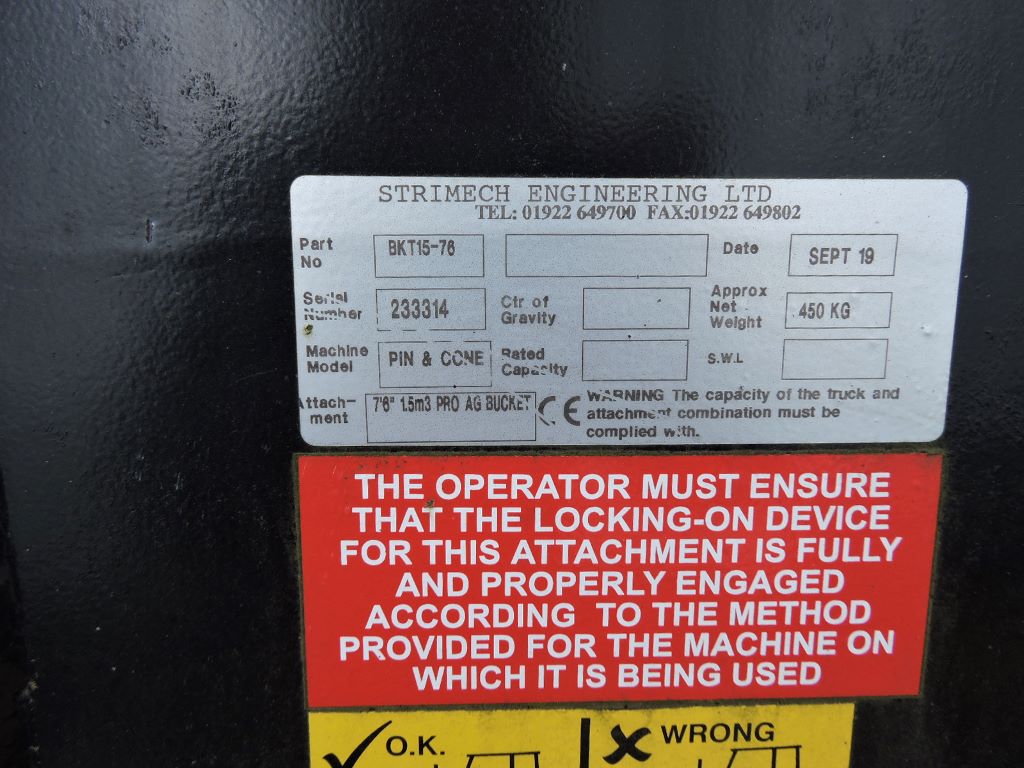 STRIMECH ENGINEERING LTD
TEL: 01922 649700 FAX:01922 649802
Part No BKT15-76 Date SEPT 19
Serial Number 233314 Ctr of Gravity Approx Net Weight 450 KG
Machine Model PIN & CONE Rated Capacity S.W.L
Attach-ment 7'6" 1.5m3 PRO AG BUCKET CE WARNING The capacity of the truck and
attachment combination must be
complied with.
THE OPERATOR MUST ENSURE
THAT THE LOCKING-ON DEVICE
FOR THIS ATTACHMENT IS FULLY
AND PROPERLY ENGAGED
ACCORDING TO THE METHOD
PROVIDED FOR THE MACHINE ON
WHICH IT IS BEING USED
O.K. WRONG